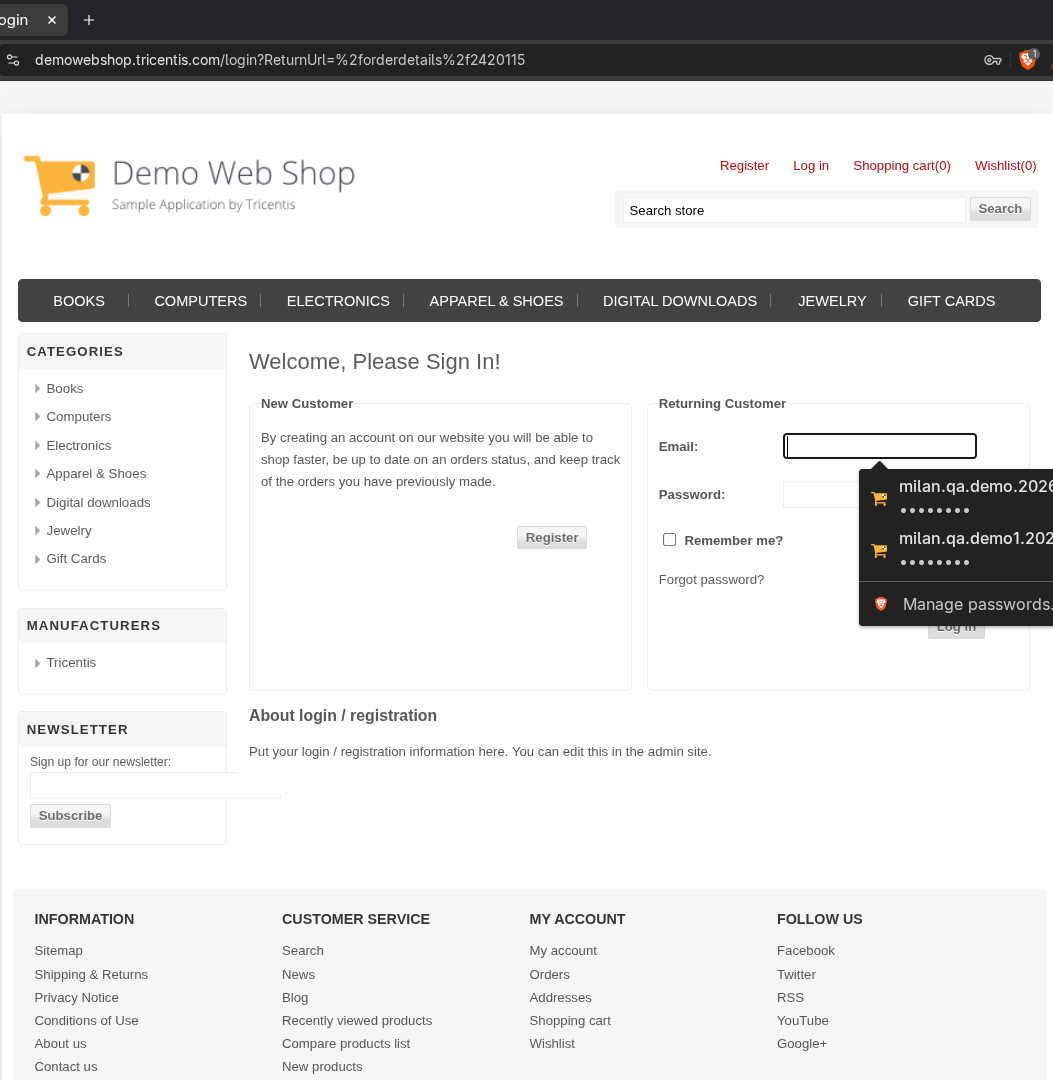 ogin
demowebshop.tricentis.com/login?ReturnUrl=%2forderdetails%2f2420115
1
Demo Web Shop
Sample Application by Tricentis
Register Log in Shopping cart(0) Wishlist(0)
Search store Search
BOOKS COMPUTERS ELECTRONICS APPAREL & SHOES DIGITAL DOWNLOADS JEWELRY GIFT CARDS
CATEGORIES
Books
Computers
Electronics
Apparel & Shoes
Digital downloads
Jewelry
Gift Cards
MANUFACTURERS
Tricentis
NEWSLETTER
Sign up for our newsletter:
Subscribe
Welcome, Please Sign In!
New Customer
By creating an account on our website you will be able to
shop faster, be up to date on an orders status, and keep track
of the orders you have previously made.
Register
Returning Customer
Email:
Password:
Remember me?
Forgot password?
Log in
milan.qa.demo.2026
••••••••
milan.qa.demo1.202
••••••••
Manage passwords.
About login / registration
Put your login / registration information here. You can edit this in the admin site.
INFORMATION
Sitemap
Shipping & Returns
Privacy Notice
Conditions of Use
About us
Contact us
CUSTOMER SERVICE
Search
News
Blog
Recently viewed products
Compare products list
New products
MY ACCOUNT
My account
Orders
Addresses
Shopping cart
Wishlist
FOLLOW US
Facebook
Twitter
RSS
YouTube
Google+